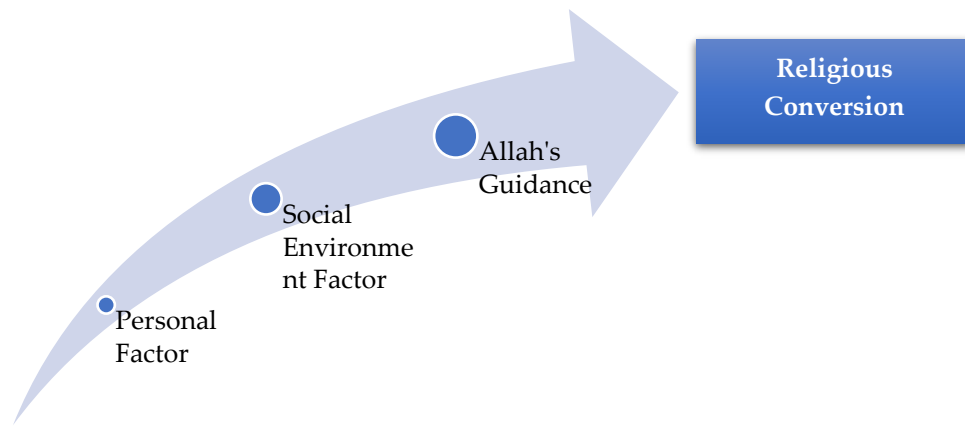 Religious
Conversion
Allah's
Guidance
Social
Environme
nt Factor
Personal
Factor